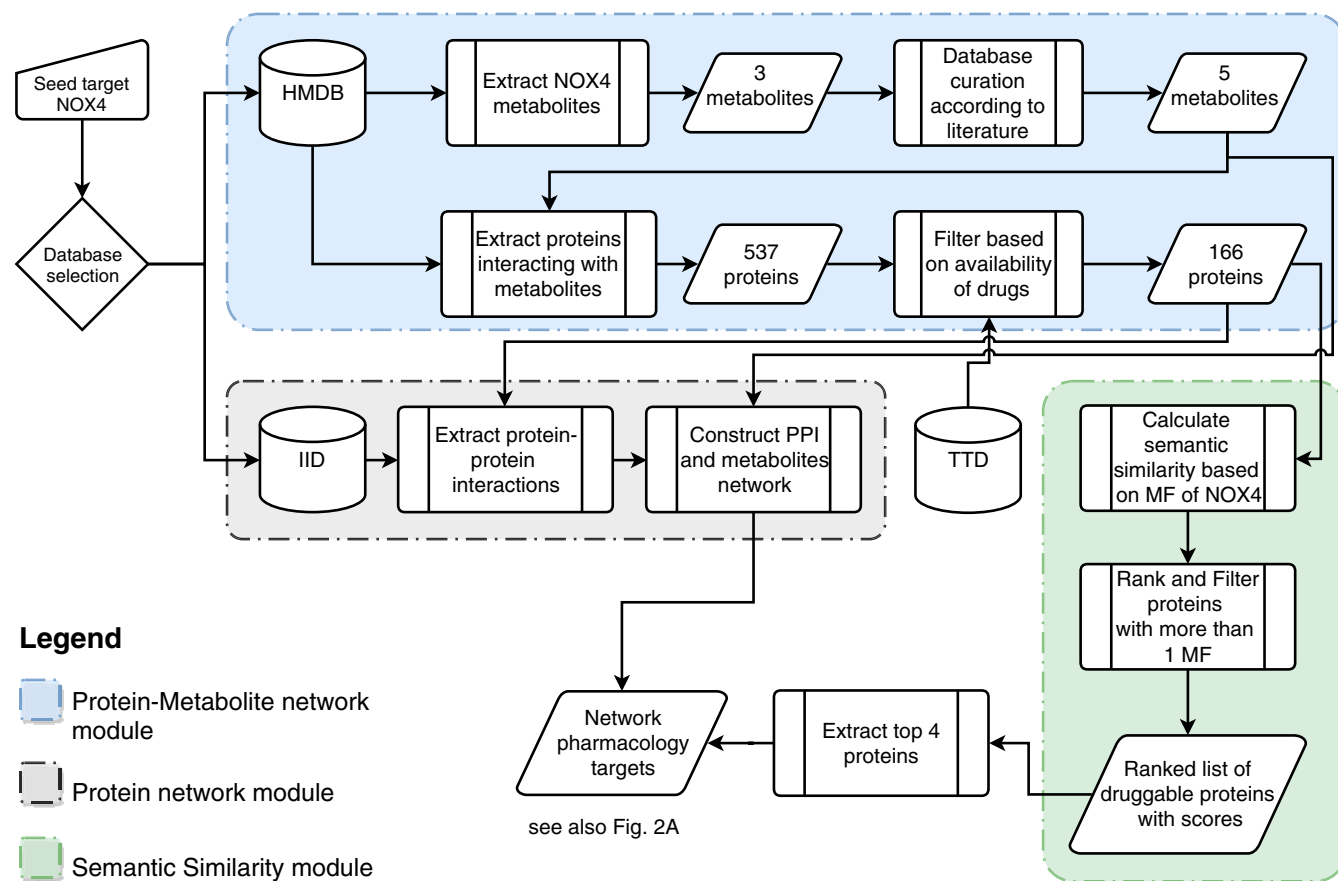 Seed target
NOX4
HMDB
Extract NOX4
metabolites
3
metabolites
Database
curation
according to
literature
5
metabolites
Database
selection
Extract proteins
interacting with
metabolites
537
proteins
Filter based
on availability
of drugs
166
proteins
IID
Extract protein-
protein
interactions
Construct PPI
and metabolites
network
TTD
Calculate
semantic
similarity based
on MF of NOX4
Rank and Filter
proteins
with more than
1 MF
Ranked list of
druggable proteins
with scores
Extract top 4
proteins
Network
pharmacology
targets
see also Fig. 2A
Legend
Protein-Metabolite network
module
Protein network module
Semantic Similarity module